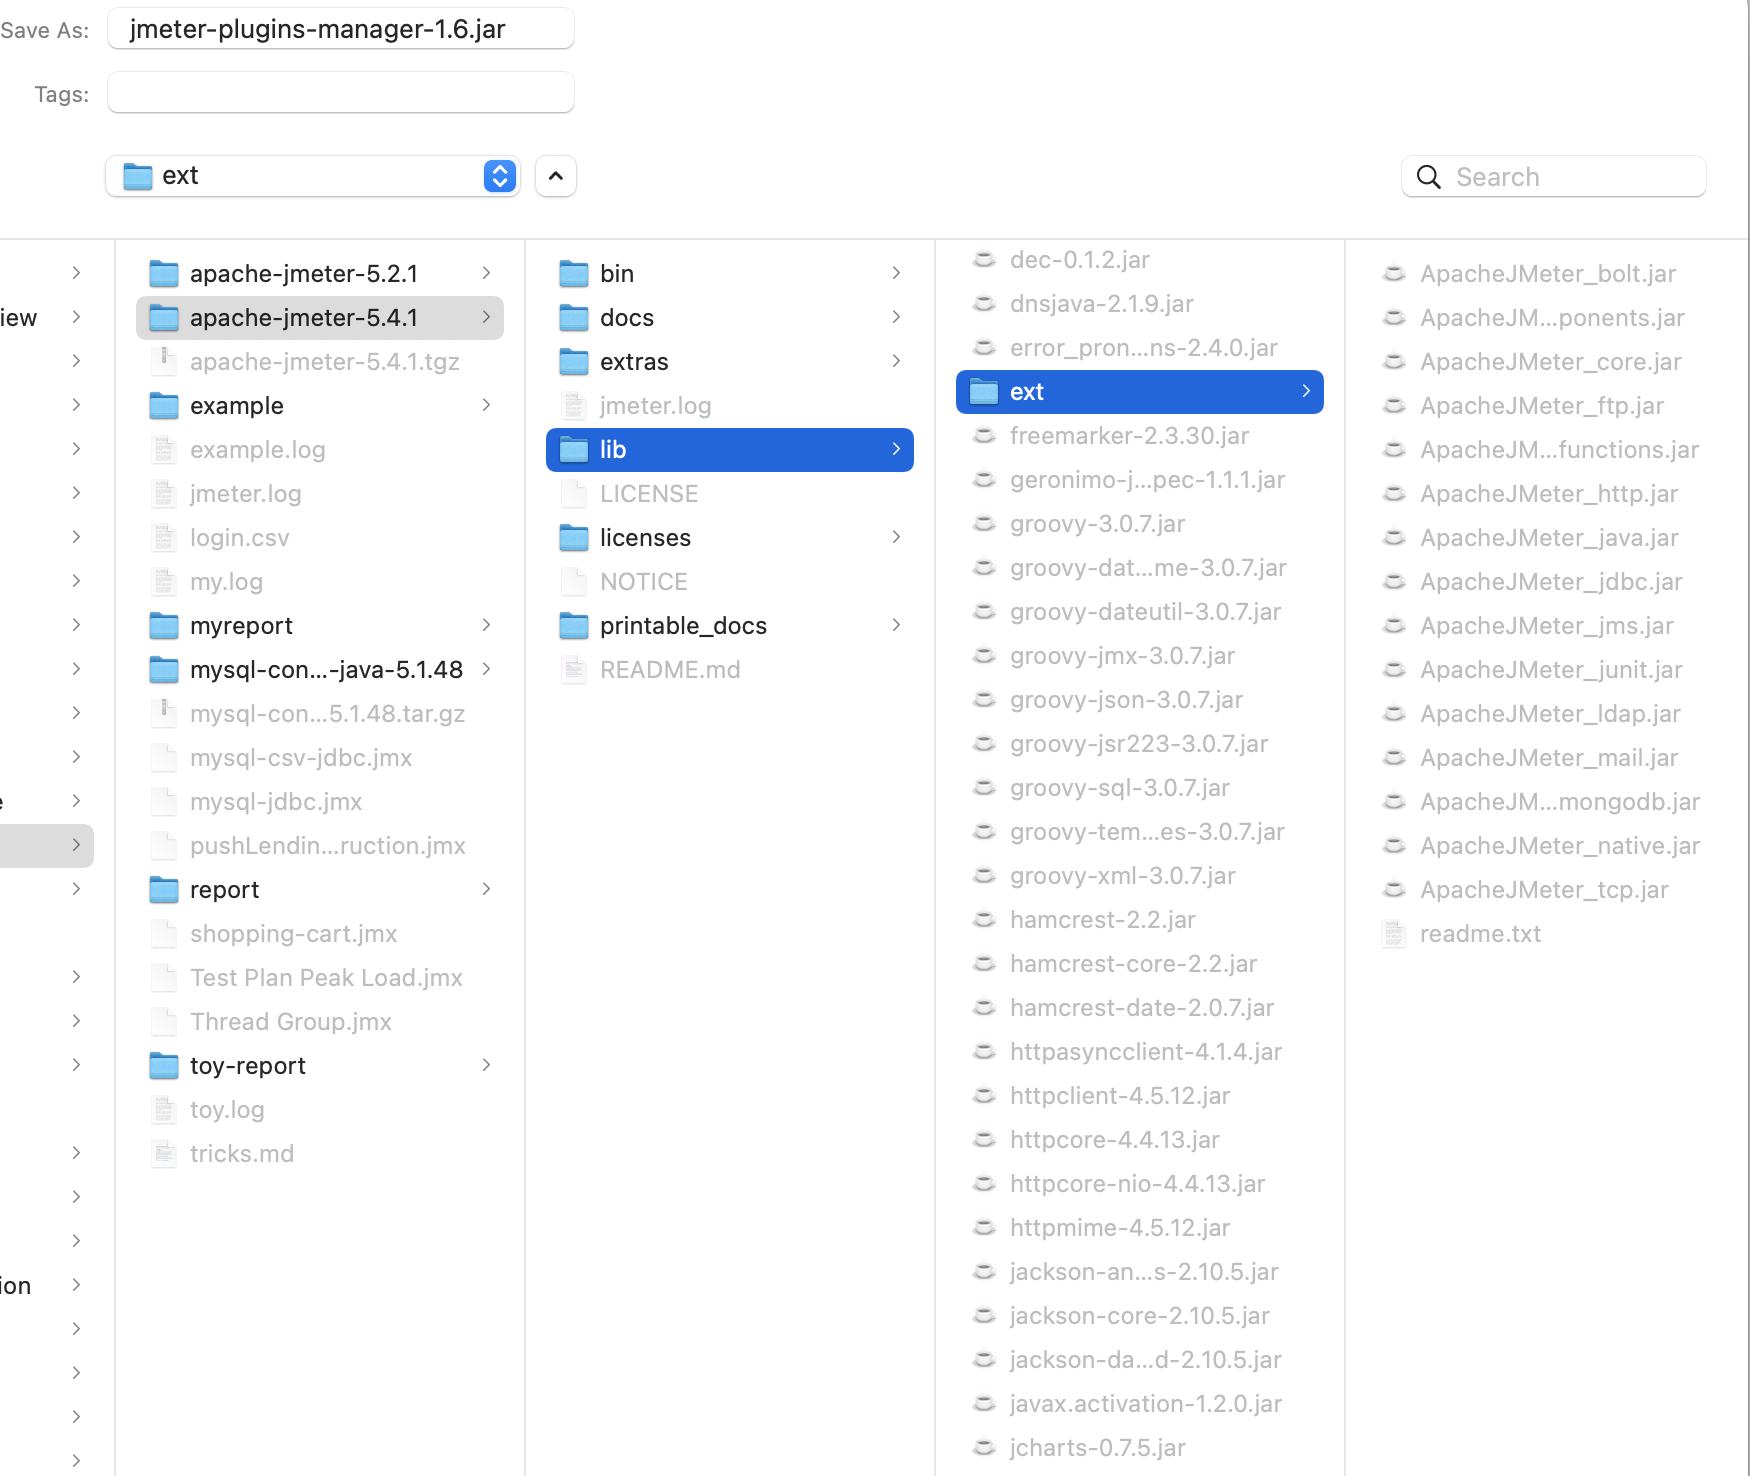 Save As: jmeter-plugins-manager-1.6.jar
Tags:
ext
Search
iew
e
ion
apache-jmeter-5.2.1
apache-jmeter-5.4.1
apache-jmeter-5.4.1.tgz
example
example.log
jmeter.log
login.csv
my.log
myreport
mysql-con...-java-5.1.48
mysql-con...5.1.48.tar.gz
mysql-csv-jdbc.jmx
mysql-jdbc.jmx
pushLendin...ruction.jmx
report
shopping-cart.jmx
Test Plan Peak Load.jmx
Thread Group.jmx
toy-report
toy.log
tricks.md
bin
docs
extras
jmeter.log
lib
LICENSE
licenses
NOTICE
printable_docs
README.md
dec-0.1.2.jar
dnsjava-2.1.9.jar
error_pron...ns-2.4.0.jar
ext
freemarker-2.3.30.jar
geronimo-j...pec-1.1.1.jar
groovy-3.0.7.jar
groovy-dat...me-3.0.7.jar
groovy-dateutil-3.0.7.jar
groovy-jmx-3.0.7.jar
groovy-json-3.0.7.jar
groovy-jsr223-3.0.7.jar
groovy-sql-3.0.7.jar
groovy-tem...es-3.0.7.jar
groovy-xml-3.0.7.jar
hamcrest-2.2.jar
hamcrest-core-2.2.jar
hamcrest-date-2.0.7.jar
httpasyncclient-4.1.4.jar
httpclient-4.5.12.jar
httpcore-4.4.13.jar
httpcore-nio-4.4.13.jar
httpmime-4.5.12.jar
jackson-an...s-2.10.5.jar
jackson-core-2.10.5.jar
jackson-da...d-2.10.5.jar
javax.activation-1.2.0.jar
jcharts-0.7.5.jar
ApacheJMeter_bolt.jar
ApacheJM...ponents.jar
ApacheJMeter_core.jar
ApacheJMeter_ftp.jar
ApacheJM...functions.jar
ApacheJMeter_http.jar
ApacheJMeter_java.jar
ApacheJMeter_jdbc.jar
ApacheJMeter_jms.jar
ApacheJMeter_junit.jar
ApacheJMeter_ldap.jar
ApacheJMeter_mail.jar
ApacheJM...mongodb.jar
ApacheJMeter_native.jar
ApacheJMeter_tcp.jar
readme.txt